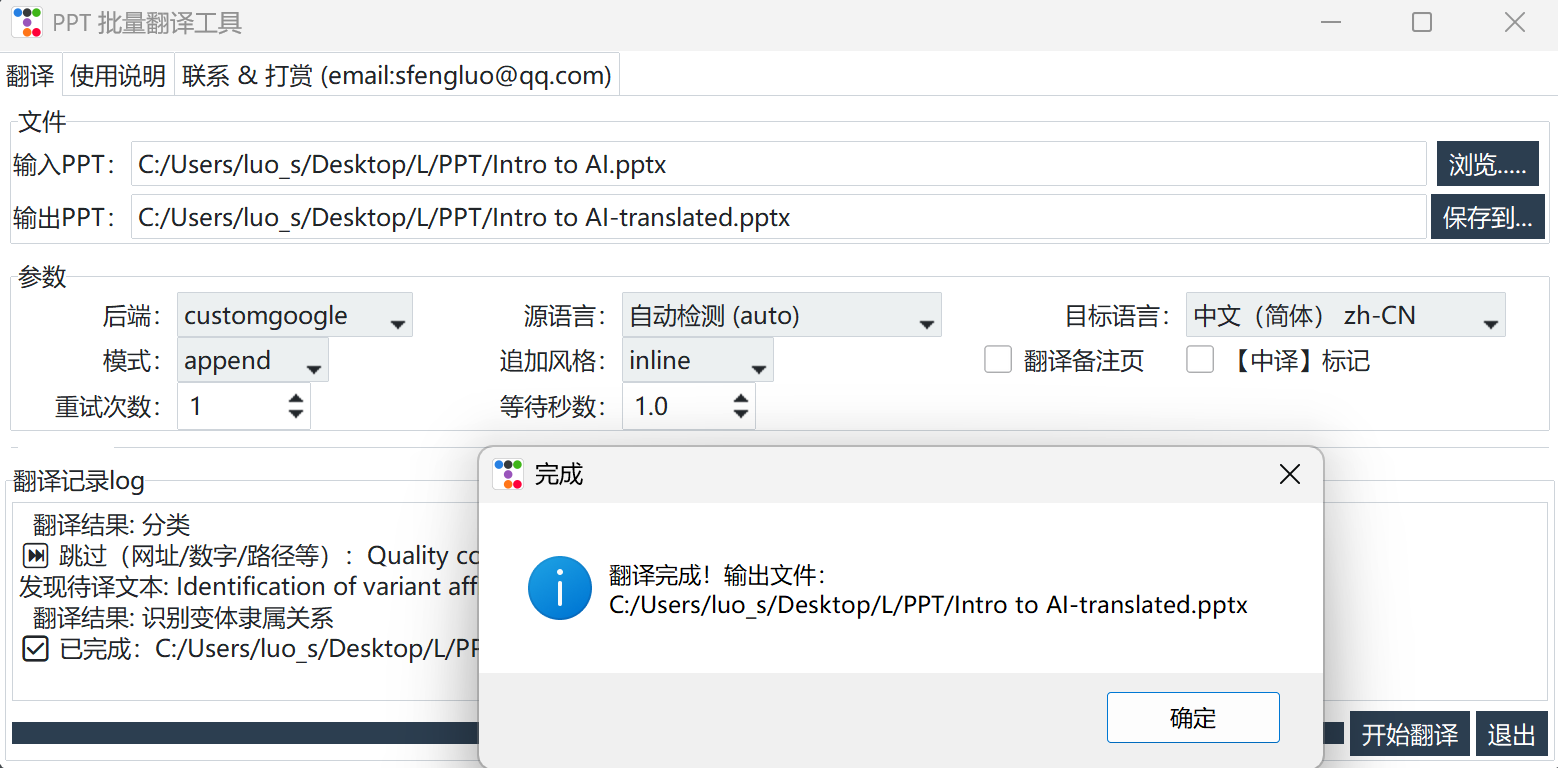 PPT 批量翻译工具
翻译 使用说明 联系 & 打赏 (email:sfengluo@qq.com)
文件
输入PPT： C:/Users/luo_s/Desktop/L/PPT/Intro to AI.pptx 浏览.....
输出PPT： C:/Users/luo_s/Desktop/L/PPT/Intro to AI-translated.pptx 保存到...
参数
后端： customgoogle 源语言： 自动检测 (auto) 目标语言： 中文（简体） zh-CN
模式： append 追加风格： inline 翻译备注页 【中译】标记
重试次数： 1 等待秒数： 1.0
翻译记录log
翻译结果: 分类
跳过（网址/数字/路径等）：Quality
发现待译文本: Identification of variant
翻译结果: 识别变体隶属关系
已完成：C:/Users/luo_s/Desktop/L/
完成
翻译完成！输出文件：
C:/Users/luo_s/Desktop/L/PPT/Intro to AI-translated.pptx
确定
开始翻译 退出